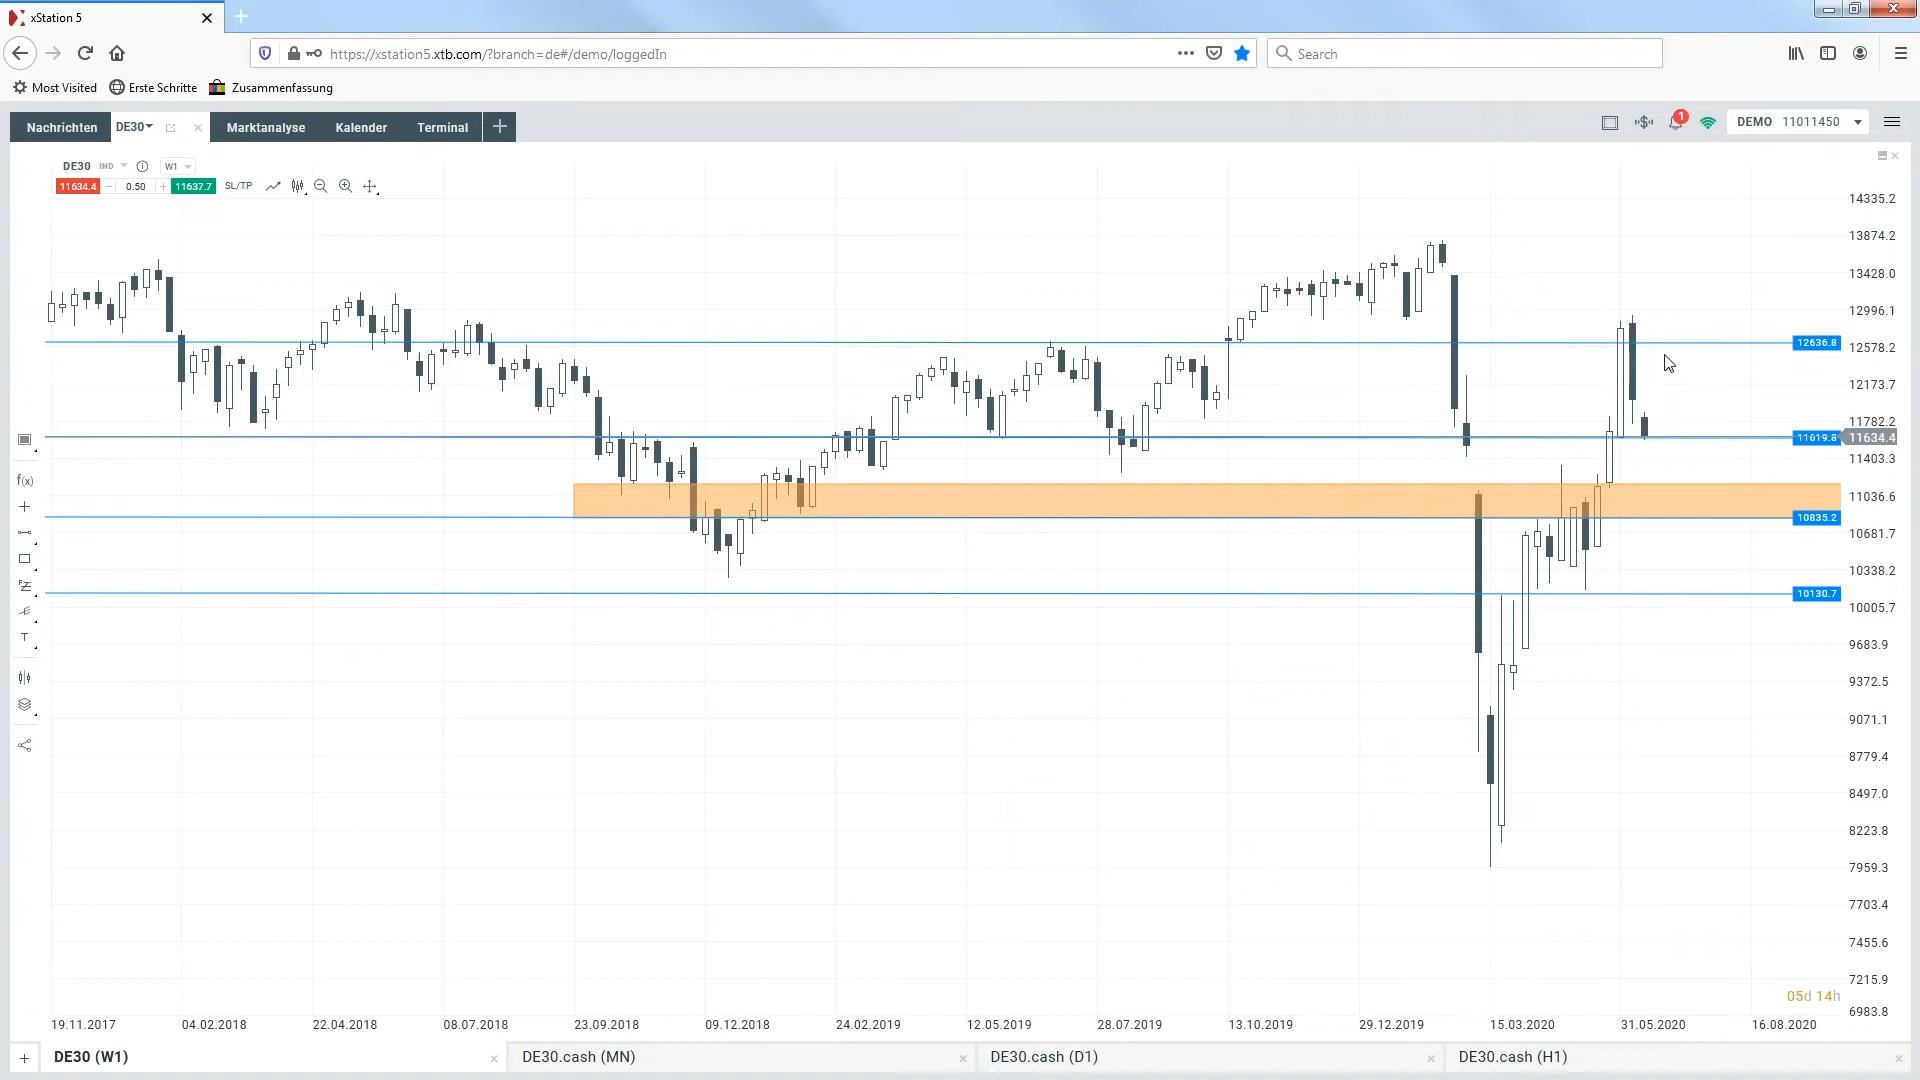 xStation 5
https://xstation5.xtb.com/?branch=de#/demo/loggedIn
Search
Most Visited Erste Schritte Zusammenfassung
Nachrichten DE30 Marktanalyse Kalender Terminal
1
DEMO 11011450
DE30 IND W1
11634.4 0.50 11637.7 SL/TP
14335.2
13874.2
13428.0
12996.1
12636.8
12578.2
12173.7
11782.2
11619.8 11634.4
11403.3
f(x)
11036.6
10835.2
10681.7
10338.2
10130.7
10005.7
T
9683.9
9372.5
9071.1
8779.4
8497.0
8223.8
7959.3
7703.4
7455.6
7215.9
05d 14h
6983.8
19.11.2017 04.02.2018 22.04.2018 08.07.2018 23.09.2018 09.12.2018 24.02.2019 12.05.2019 28.07.2019 13.10.2019 29.12.2019 15.03.2020 31.05.2020 16.08.2020
DE30 (W1) DE30.cash (MN) DE30.cash (D1) DE30.cash (H1)